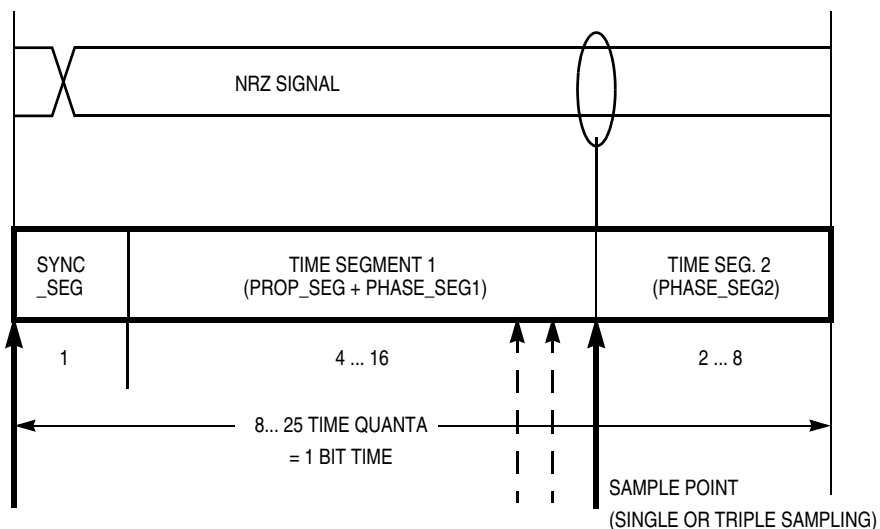 NRZ SIGNAL
SYNC
_SEG
TIME SEGMENT 1
(PROP_SEG + PHASE_SEG1)
TIME SEG. 2
(PHASE_SEG2)
1
4 ... 16
2 ... 8
8... 25 TIME QUANTA
= 1 BIT TIME
SAMPLE POINT
(SINGLE OR TRIPLE SAMPLING)